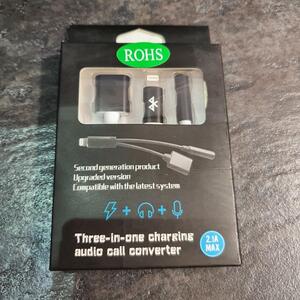 ROHS
Second generation product
Upgraded version
Compatible with the latest system
Three-in-one charging
audio call converter
2.1A
MAX